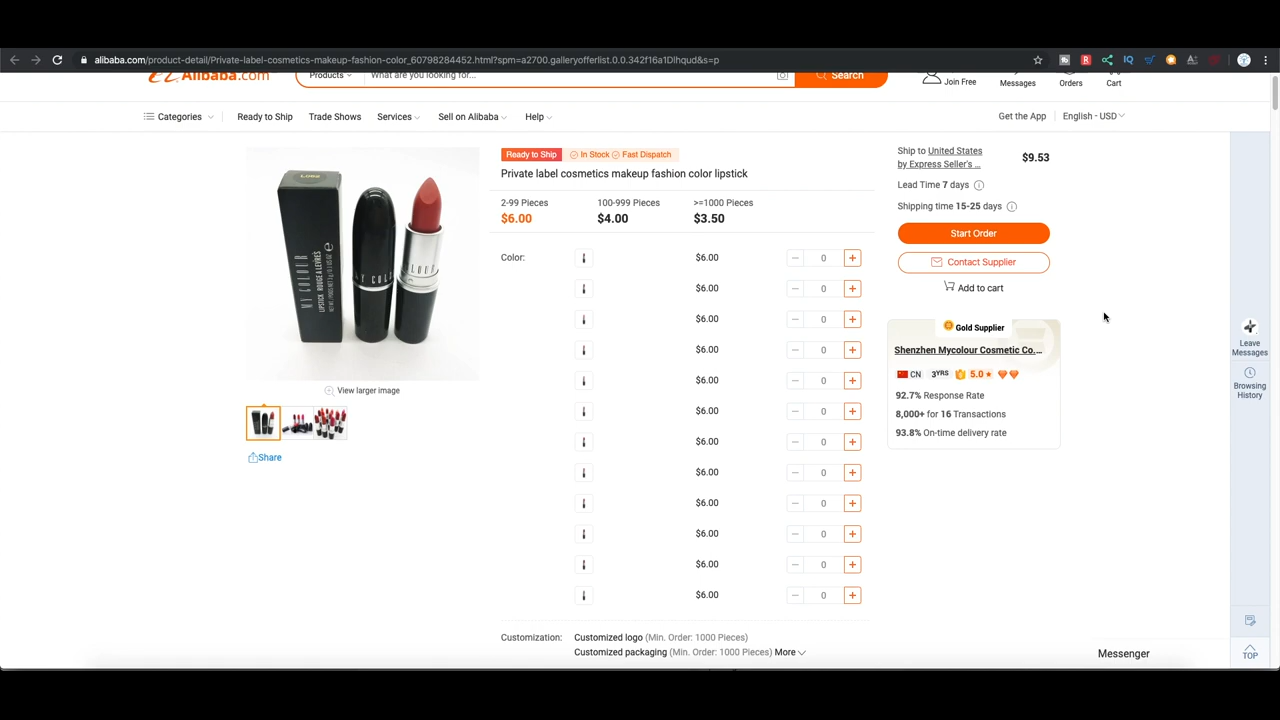 alibaba.com/product-detail/Private-label-cosmetics-makeup-fashion-color_60798284452.html?spm=a2700.galleryofferlist.0.0.342f16a1Dlhqud&s=p
Alibaba.com
Products
What are you looking for...
Search
Join Free
Messages
Orders
Cart
Categories
Ready to Ship
Trade Shows
Services
Sell on Alibaba
Help
Get the App
English - USD
Ready to Ship
In Stock
Fast Dispatch
Private label cosmetics makeup fashion color lipstick
2-99 Pieces
100-999 Pieces
>=1000 Pieces
$6.00
$4.00
$3.50
MY COLOUR
LIPSTICK ROUGE A LEVRES
View larger image
Share
Color:
$6.00
0
$6.00
0
$6.00
0
$6.00
0
$6.00
0
$6.00
0
$6.00
0
$6.00
0
$6.00
0
$6.00
0
$6.00
0
$6.00
0
Customization:
Customized logo (Min. Order: 1000 Pieces)
Customized packaging (Min. Order: 1000 Pieces) More
Ship to United States
by Express Seller's ...
$9.53
Lead Time 7 days
Shipping time 15-25 days
Start Order
Contact Supplier
Add to cart
Gold Supplier
Shenzhen Mycolour Cosmetic Co....
CN
3YRS
5.0
92.7% Response Rate
8,000+ for 16 Transactions
93.8% On-time delivery rate
Leave
Messages
Browsing
History
TOP
Messenger